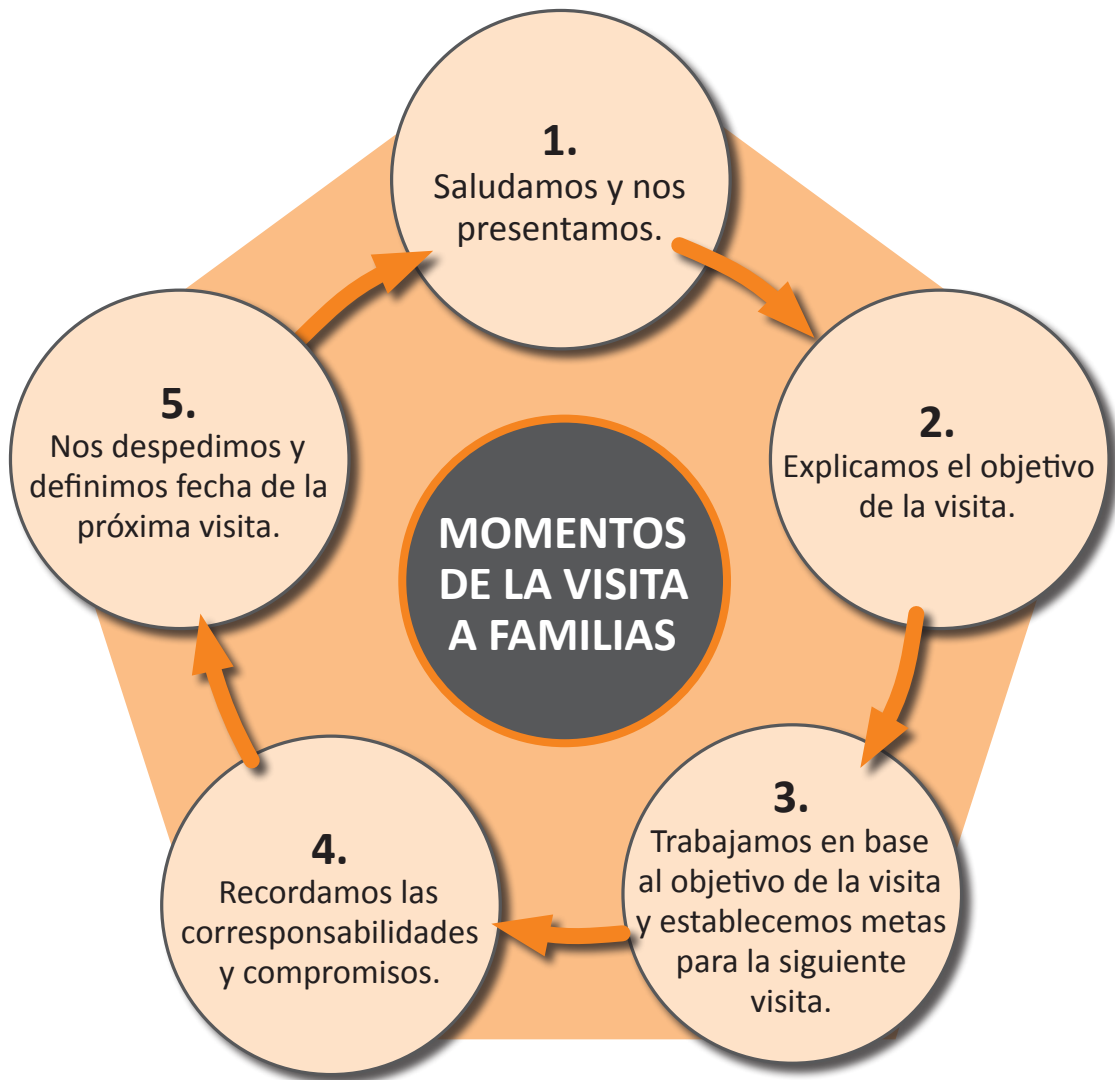 1.
Saludamos y nos
presentamos.
2.
Explicamos el objetivo
de la visita.
3.
Trabajamos en base
al objetivo de la visita
y establecemos metas
para la siguiente
visita.
4.
Recordamos las
corresponsabilidades
y compromisos.
5.
Nos despedimos y
definimos fecha de la
próxima visita.
MOMENTOS
DE LA VISITA
A FAMILIAS